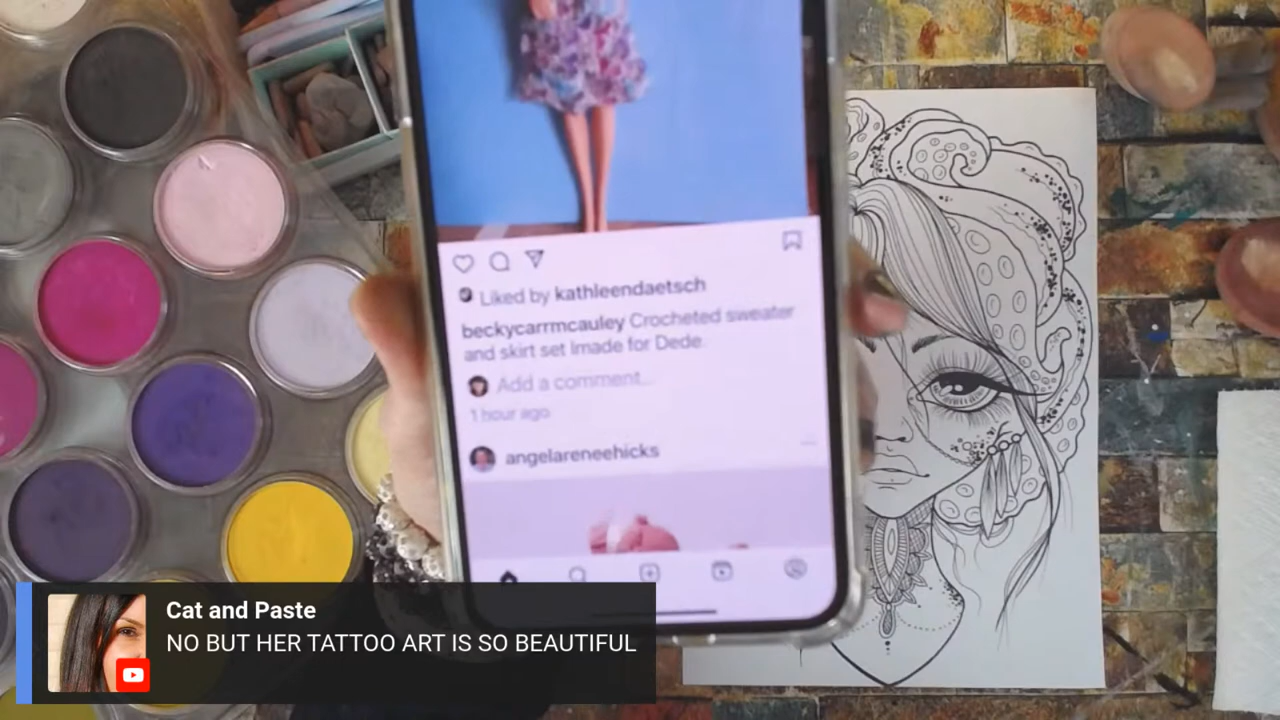 Liked by kathleendaetsch
beckycarrmcauley Crocheted sweater
and skirt set Imade for Dede
Add a comment...
1 hour ago
angelareneehicks
Cat and Paste
NO BUT HER TATTOO ART IS SO BEAUTIFUL